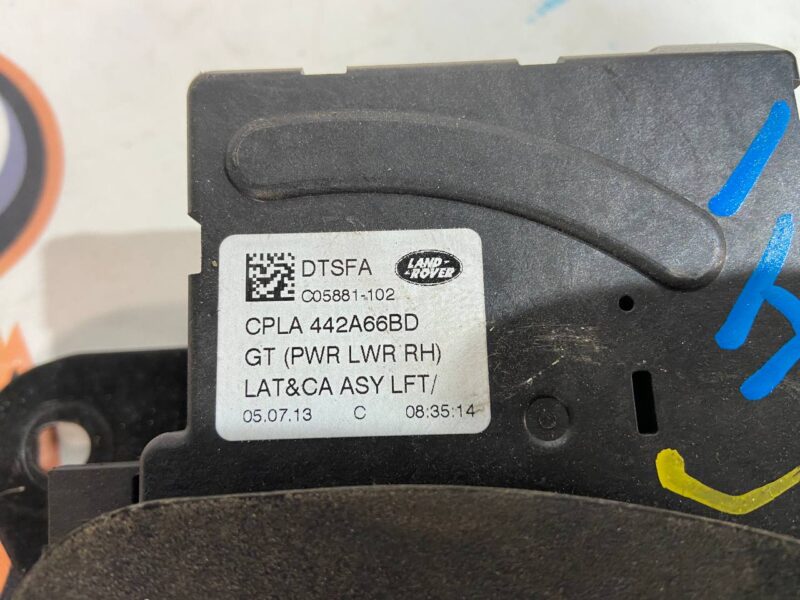 DTSFA
LAND-
-ROVER
C05881-102
CPLA 442A66BD
GT (PWR LWR RH)
LAT&CA ASY LFT/
05.07.13 C 08:35:14